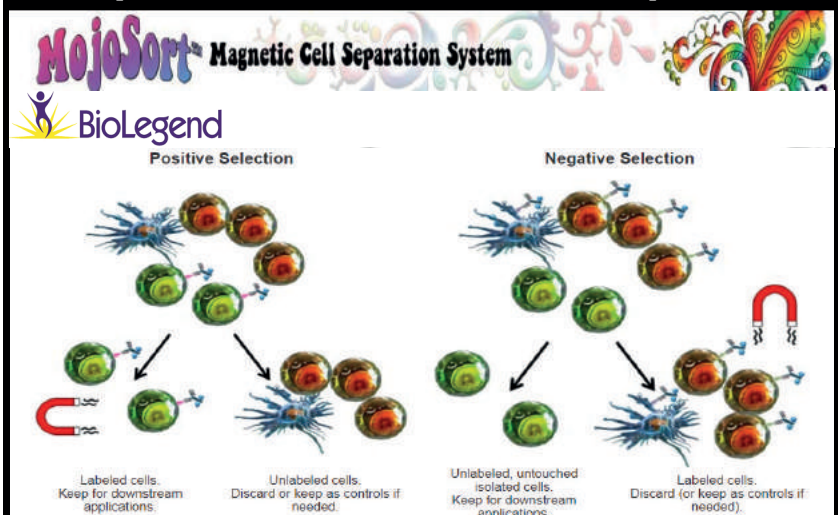 MojoSort™ Magnetic Cell Separation System
BioLegend
Positive Selection
Negative Selection
Labeled cells.
Keep for downstream
applications.
Unlabeled cells.
Discard or keep as controls if
needed.
Unlabeled, untouched
isolated cells.
Keep for downstream
applications
Labeled cells.
Discard (or keep as controls if
needed).